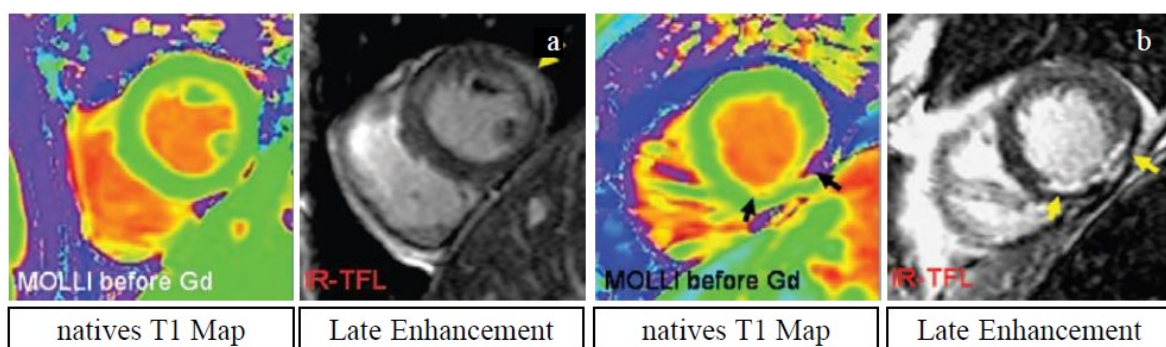 a
b
MOLLI before Gd
IR-TFL
MOLLI before Gd
IR-TFL
natives T1 Map
Late Enhancement
natives T1 Map
Late Enhancement